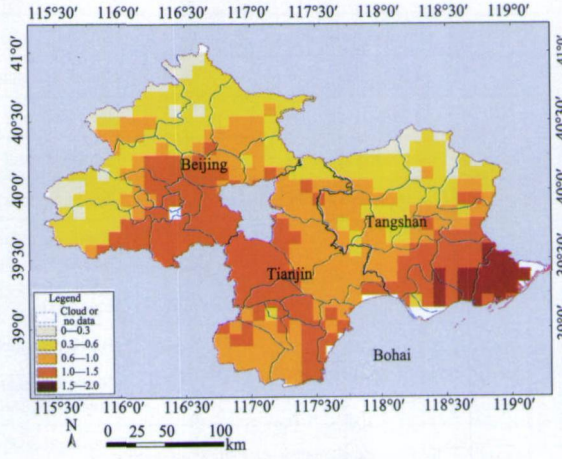 115°30′ 116°0′ 116°30′ 117°0′ 117°30′ 118°0′ 118°30′ 119°0′
41°0′
40°30′
40°0′
39°30′
39°0′
Beijing
Tangshan
Tianjin
Bohai
Legend
Cloud or
no data
0—0.3
0.3—0.6
0.6—1.0
1.0—1.5
1.5—2.0
115°30′ 116°0′ 116°30′ 117°0′ 117°30′ 118°0′ 118°30′ 119°0′
N
0 25 50 100
km